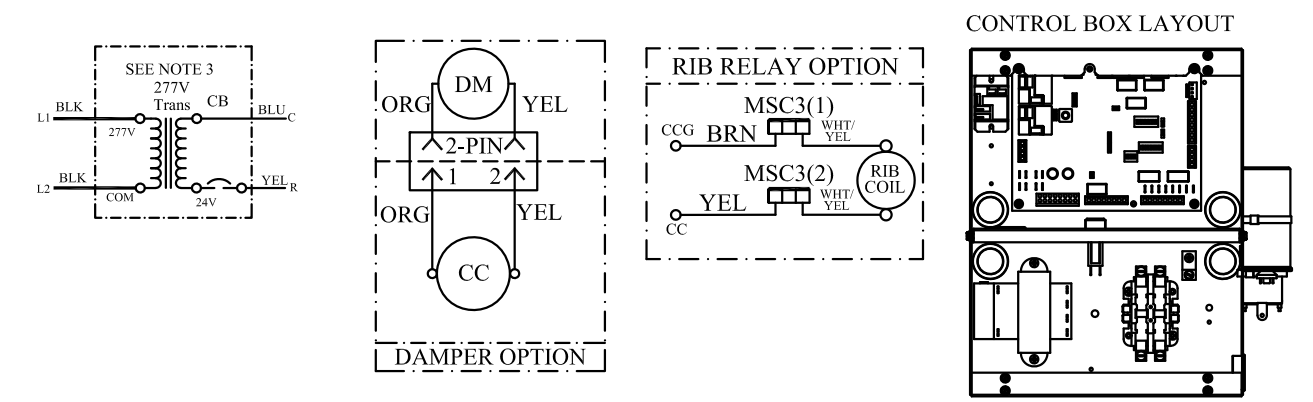 CONTROL BOX LAYOUT
SEE NOTE 3
277V
Trans CB
BLK
L1
277V
BLU
C
BLK
L2
COM
24V
YEL
R
DM
ORG
YEL
2-PIN
1
2
ORG
YEL
CC
DAMPER OPTION
RIB RELAY OPTION
MSC3(1)
CCG
BRN
WHT/
YEL
MSC3(2)
RIB
COIL
YEL
WHT/
YEL
CC